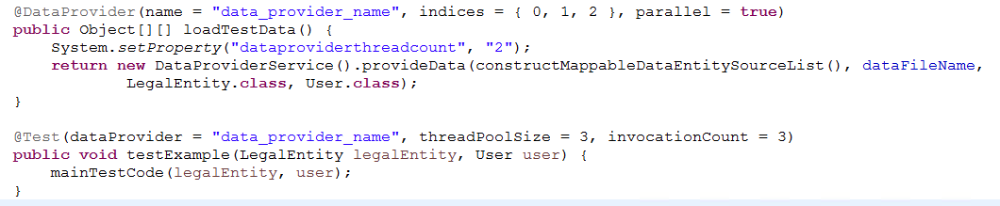 @DataProvider(name = "data_provider_name", indices = { 0, 1, 2 }, parallel = true)
public Object[][] loadTestData() {
    System.setProperty("dataproviderthreadcount", "2");
    return new DataProviderService().provideData(constructMappableDataEntitySourceList(), dataFileName,
            LegalEntity.class, User.class);
}

@Test(dataProvider = "data_provider_name", threadPoolSize = 3, invocationCount = 3)
public void testExample(LegalEntity legalEntity, User user) {
    mainTestCode(legalEntity, user);
}